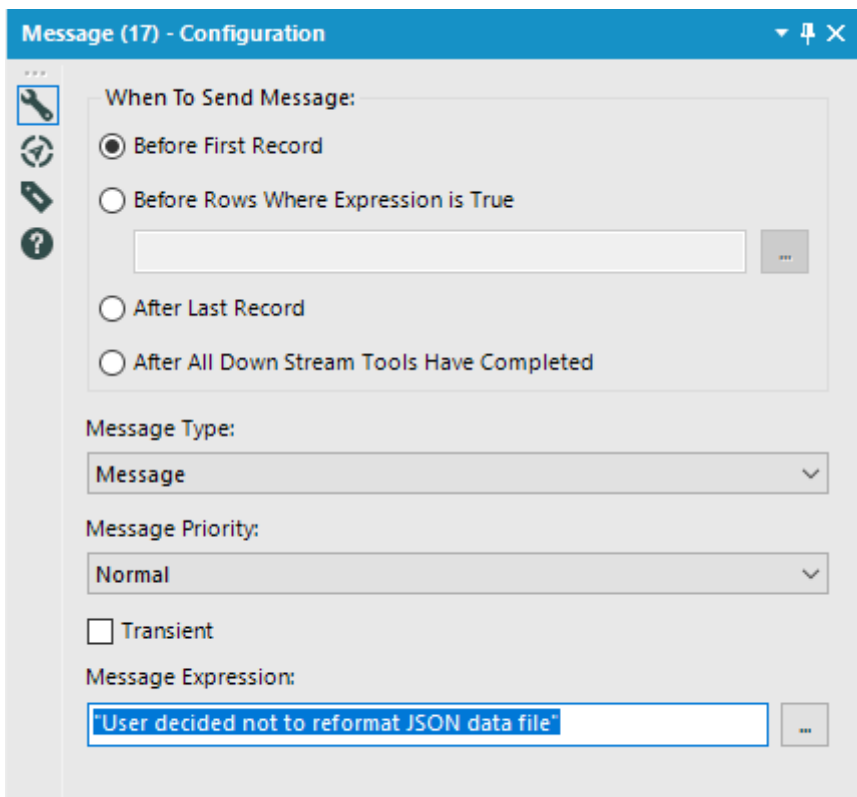 Message (17) - Configuration
When To Send Message:
Before First Record
Before Rows Where Expression is True
...
After Last Record
After All Down Stream Tools Have Completed
Message Type:
Message
Message Priority:
Normal
Transient
Message Expression:
"User decided not to reformat JSON data file"
...